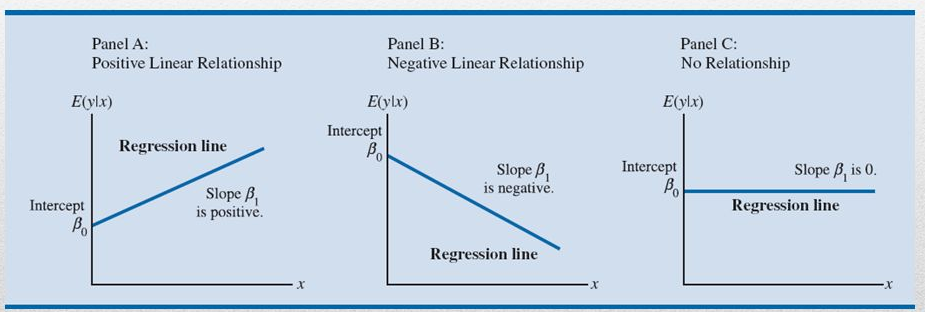 Panel A:
Positive Linear Relationship
E(y|x)
Regression line
Slope β1
is positive.
Intercept
β0
x
Panel B:
Negative Linear Relationship
E(y|x)
Intercept
β0
Slope β1
is negative.
Regression line
x
Panel C:
No Relationship
E(y|x)
Intercept
β0
Slope β1 is 0.
Regression line
x